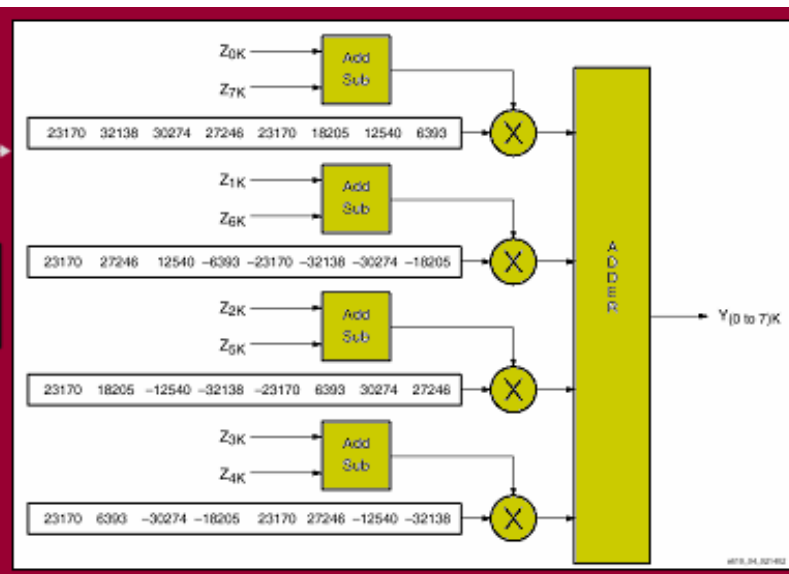 Z0K
Add
Sub
Z7K
23170 32138 30274 27246 23170 18205 12540 6393
X
Z1K
Add
Sub
Z6K
23170 27246 12540 –6393 –23170 –32138 –30274 –18205
X
ADDER
Y(0 to 7)K
Z2K
Add
Sub
Z5K
23170 18205 –12540 –32138 –23170 6393 30274 27246
X
Z3K
Add
Sub
Z4K
23170 6393 –30274 –18205 23170 27246 –12540 –32138
X